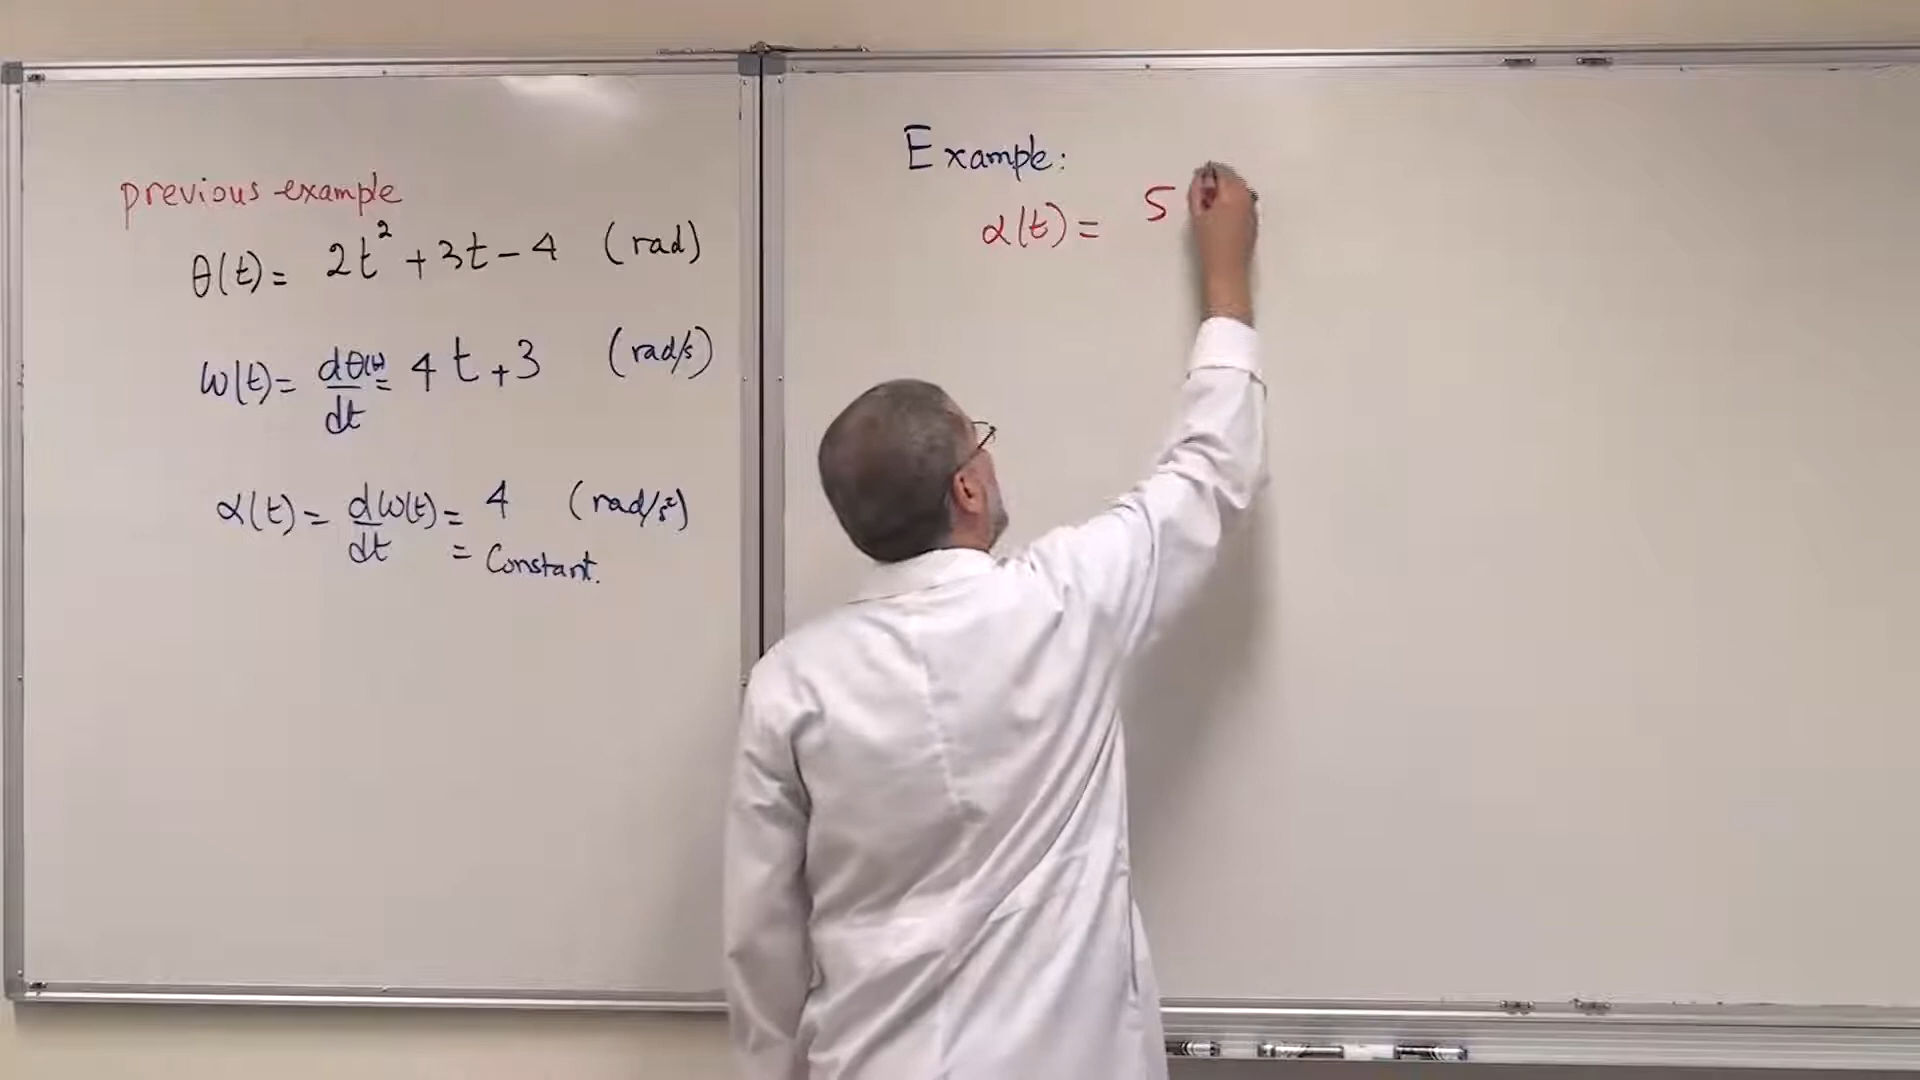 previous example
θ(t) = 2t² + 3t - 4 (rad)
ω(t) = dθ(t)/dt = 4t + 3 (rad/s)
α(t) = dω(t)/dt = 4 (rad/s²)
= Constant.
Example:
α(t) = 5